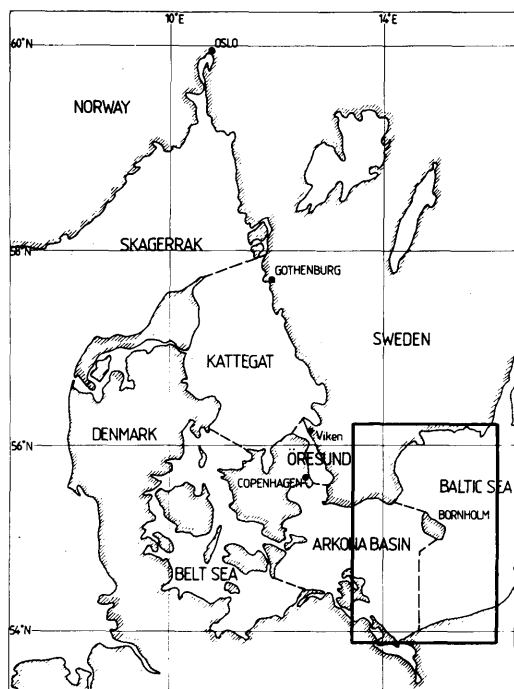 10°E
14°E
60°N
OSLO
NORWAY
SKAGERRAK
58°N
GOTHENBURG
SWEDEN
KATTEGAT
DENMARK
Viken
56°N
ÖRESUND
COPENHAGEN
BALTIC SEA
BORNHOLM
ARKONA BASIN
BELT SEA
54°N